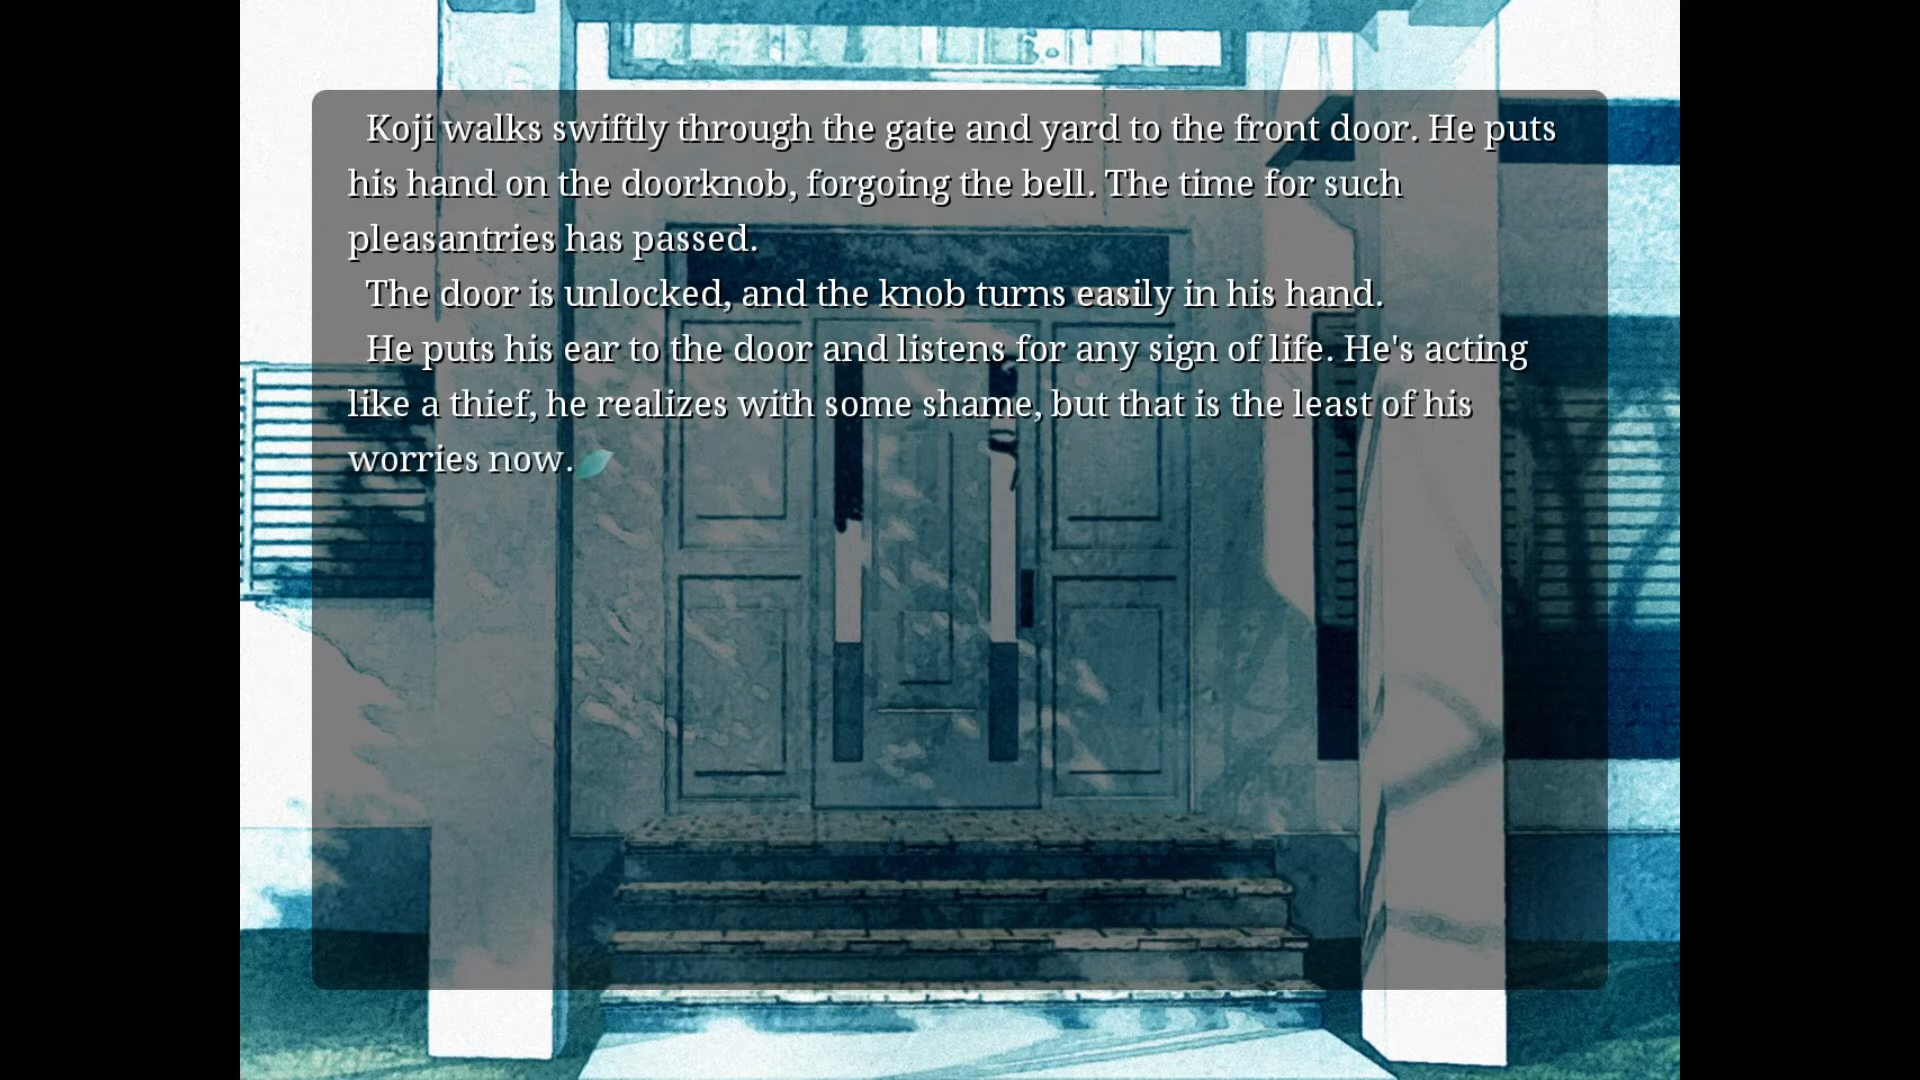 Koji walks swiftly through the gate and yard to the front door. He puts
his hand on the doorknob, forgoing the bell. The time for such
pleasantries has passed.
The door is unlocked, and the knob turns easily in his hand.
He puts his ear to the door and listens for any sign of life. He's acting
like a thief, he realizes with some shame, but that is the least of his
worries now.